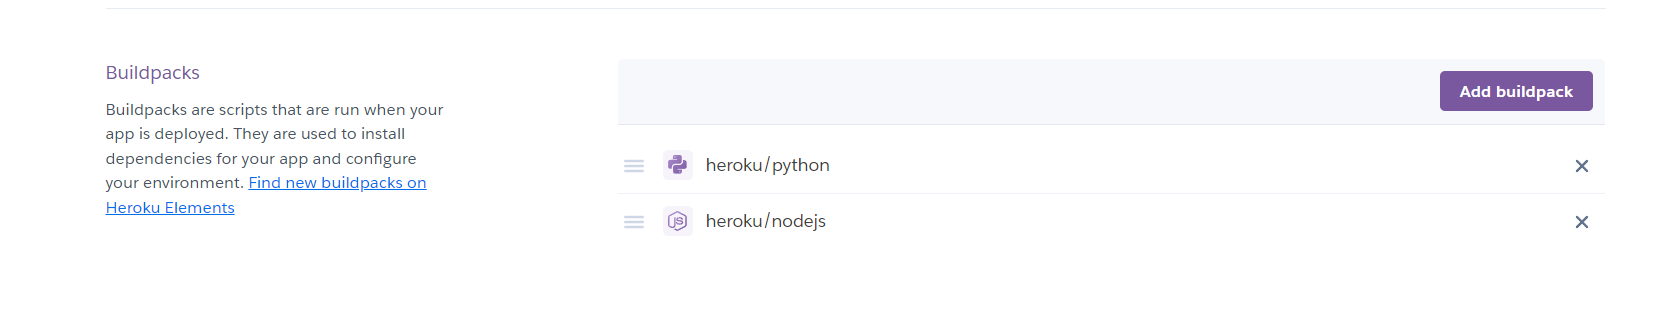 Buildpacks
Buildpacks are scripts that are run when your
app is deployed. They are used to install
dependencies for your app and configure
your environment. Find new buildpacks on
Heroku Elements
Add buildpack
heroku/python
JS
heroku/nodejs